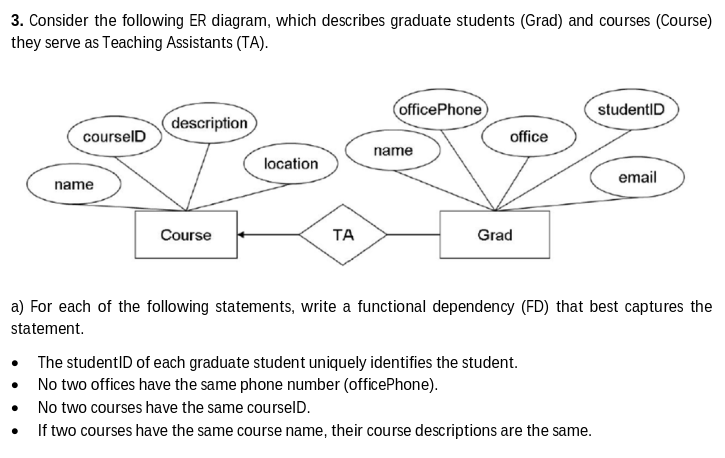 3. Consider the following ER diagram, which describes graduate students (Grad) and courses (Course)
they serve as Teaching Assistants (TA).
officePhone
studentID
description
courseID
office
name
location
email
name
Course
TA
Grad
a) For each of the following statements, write a functional dependency (FD) that best captures the
statement.
• The studentID of each graduate student uniquely identifies the student.
• No two offices have the same phone number (officePhone).
• No two courses have the same courseID.
• If two courses have the same course name, their course descriptions are the same.